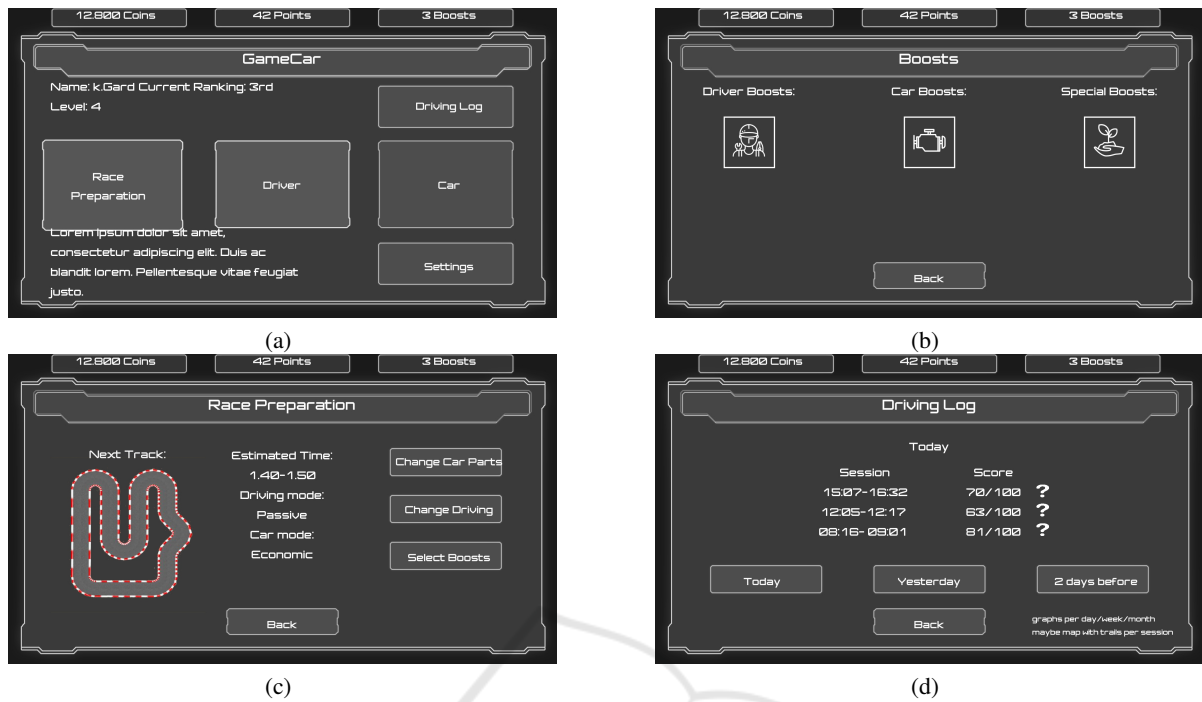 12.800 Coins
42 Points
3 Boosts
GameCar
Name: k.Gard Current Ranking: 3rd
Level: 4
Driving Log
Race
Preparation
Driver
Car
Lorem ipsum dolor sit amet,
consectetur adipiscing elit. Duis ac
blandit lorem. Pellentesque vitae feugiat
justo.
Settings
(a)
12.800 Coins
42 Points
3 Boosts
Boosts
Driver Boosts:
Car Boosts:
Special Boosts:
Back
(b)
12.800 Coins
42 Points
3 Boosts
Race Preparation
Next Track:
Estimated Time:
1.40-1.50
Driving mode:
Passive
Car mode:
Economic
Change Car Parts
Change Driving
Select Boosts
Back
(c)
12.800 Coins
42 Points
3 Boosts
Driving Log
Today
Session Score
15:07-16:32 70/100 ?
12:05-12:17 63/100 ?
08:16-09:01 81/100 ?
Today
Yesterday
2 days before
Back
graphs per day/week/month
maybe map with trails per session
(d)